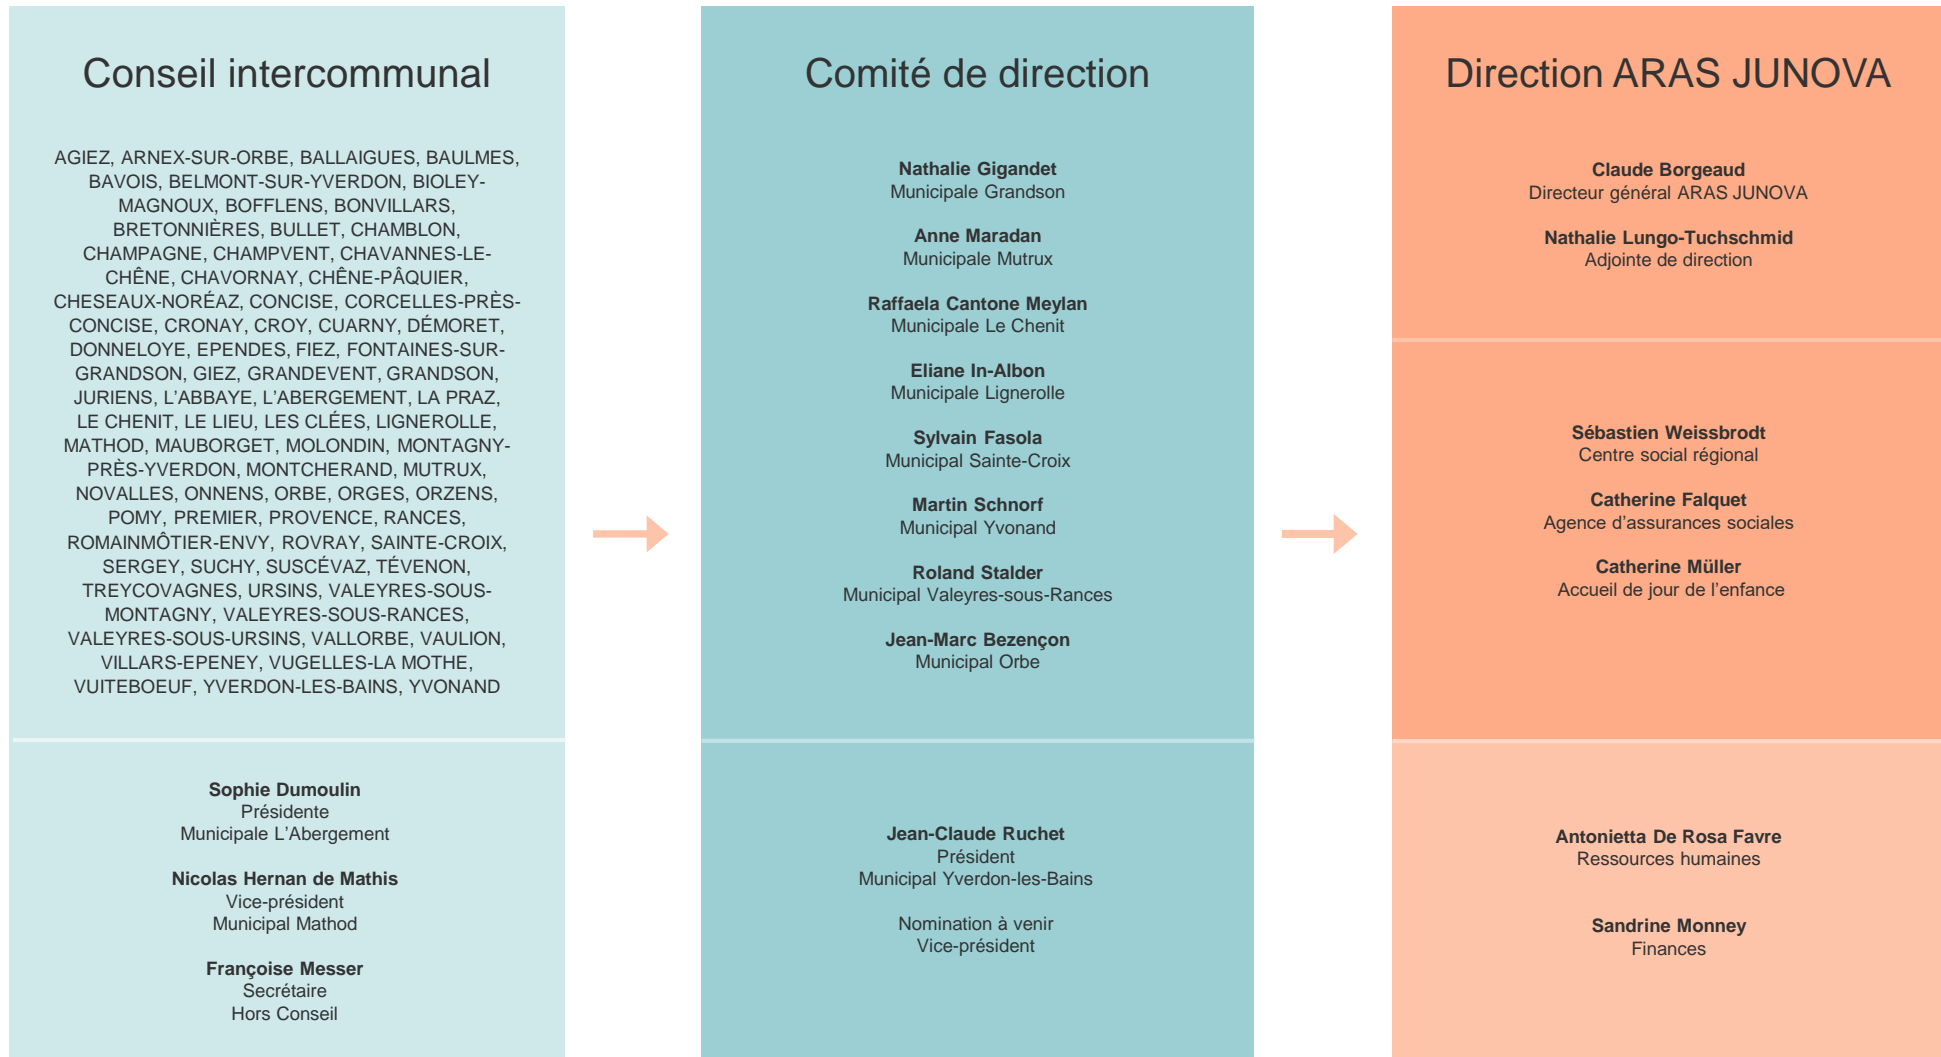 Conseil intercommunal
AGIEZ, ARNEX-SUR-ORBE, BALLAIGUES, BAULMES,
BAVOIS, BELMONT-SUR-YVERDON, BIOLEY-
MAGNOUX, BOFFLENS, BONVILLARS,
BRETONNIÈRES, BULLET, CHAMBLON,
CHAMPAGNE, CHAMPVENT, CHAVANNES-LE-
CHÊNE, CHAVORNAY, CHÊNE-PÂQUIER,
CHESEAUX-NORÉAZ, CONCISE, CORCELLES-PRÈS-
CONCISE, CRONAY, CROY, CUARNY, DÉMORET,
DONNELOYE, EPENDES, FIEZ, FONTAINES-SUR-
GRANDSON, GIEZ, GRANDEVENT, GRANDSON,
JURIENS, L'ABBAYE, L'ABERGEMENT, LA PRAZ,
LE CHENIT, LE LIEU, LES CLÉES, LIGNEROLLE,
MATHOD, MAUBORGET, MOLONDIN, MONTAGNY-
PRÈS-YVERDON, MONTCHERAND, MUTRUX,
NOVALLES, ONNENS, ORBE, ORGES, ORZENS,
POMY, PREMIER, PROVENCE, RANCES,
ROMAINMÔTIER-ENVY, ROVRAY, SAINTE-CROIX,
SERGEY, SUCHY, SUSCÉVAZ, TÉVENON,
TREYCOVAGNES, URSINS, VALEYRES-SOUS-
MONTAGNY, VALEYRES-SOUS-RANCES,
VALEYRES-SOUS-URSINS, VALLORBE, VAULION,
VILLARS-EPENEY, VUGELLES-LA MOTHE,
VUITEBOEUF, YVERDON-LES-BAINS, YVONAND
Sophie Dumoulin
Présidente
Municipale L'Abergement
Nicolas Hernan de Mathis
Vice-président
Municipal Mathod
Françoise Messer
Secrétaire
Hors Conseil
Comité de direction
Nathalie Gigandet
Municipale Grandson
Anne Maradan
Municipale Mutrux
Raffaela Cantone Meylan
Municipale Le Chenit
Eliane In-Albon
Municipale Lignerolle
Sylvain Fasola
Municipal Sainte-Croix
Martin Schnorf
Municipal Yvonand
Roland Stalder
Municipal Valeyres-sous-Rances
Jean-Marc Bezençon
Municipal Orbe
Jean-Claude Ruchet
Président
Municipal Yverdon-les-Bains
Nomination à venir
Vice-président
Direction ARAS JUNOVA
Claude Borgeaud
Directeur général ARAS JUNOVA
Nathalie Lungo-Tuchschmid
Adjointe de direction
Sébastien Weissbrodt
Centre social régional
Catherine Falquet
Agence d'assurances sociales
Catherine Müller
Accueil de jour de l'enfance
Antonietta De Rosa Favre
Ressources humaines
Sandrine Monney
Finances